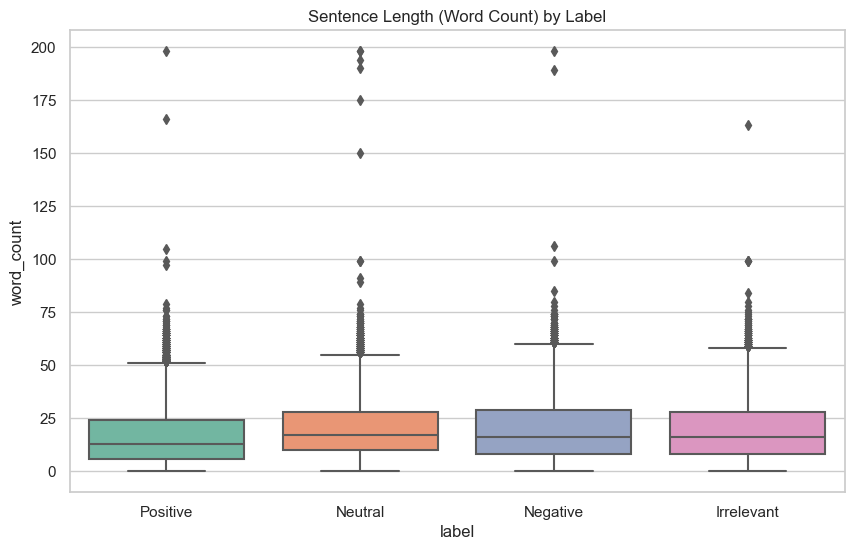 Sentence Length (Word Count) by Label
200
175
150
125
100
75
50
25
0
word_count
Positive
Neutral
Negative
Irrelevant
label